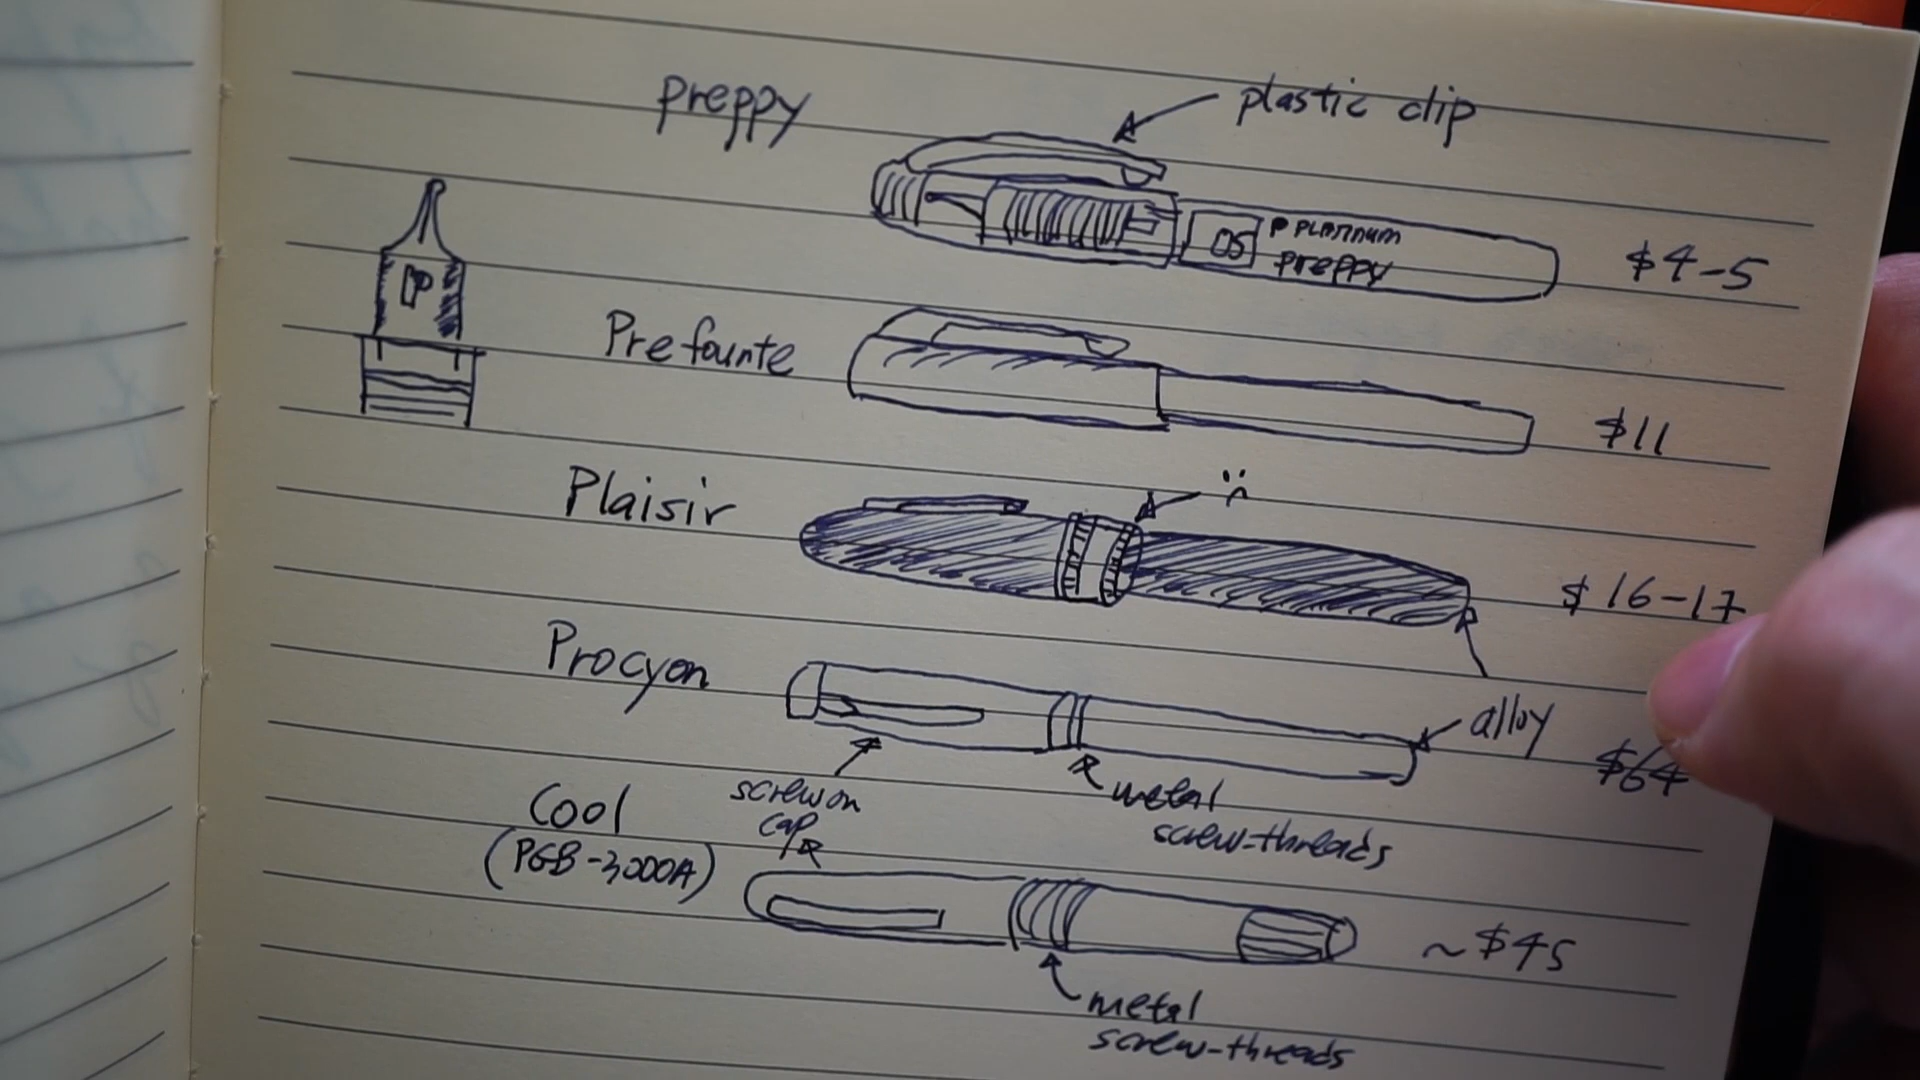 preppy
plastic clip
05
P PLATINUM
preppy
$4-5
P
Prefounte
$11
Plaisir
$16-17
Procyon
alloy
$64
screw on
cap
metal
screw-threads
Cool
(PGB-3000A)
~$45
metal
screw-threads